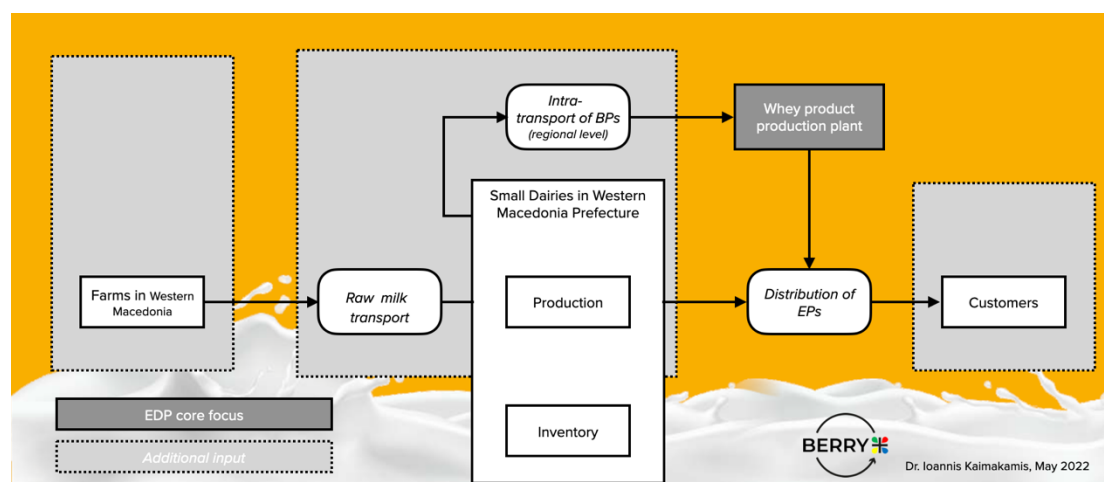 Intra-
transport of BPs
(regional level)
Whey product
production plant
Small Dairies in Western
Macedonia Prefecture
Farms in Western
Macedonia
Raw milk
transport
Production
Distribution of
EPs
Customers
EDP core focus
Additional input
Inventory
BERRY+
Dr. Ioannis Kaimakamis, May 2022